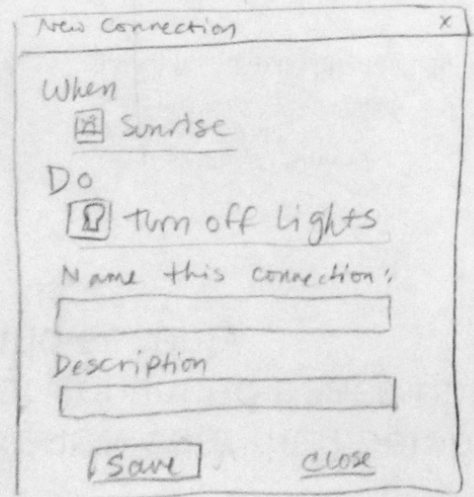 New Connection X
When
Sunrise
Do
turn off Lights
Name this connection:
Description
Save close